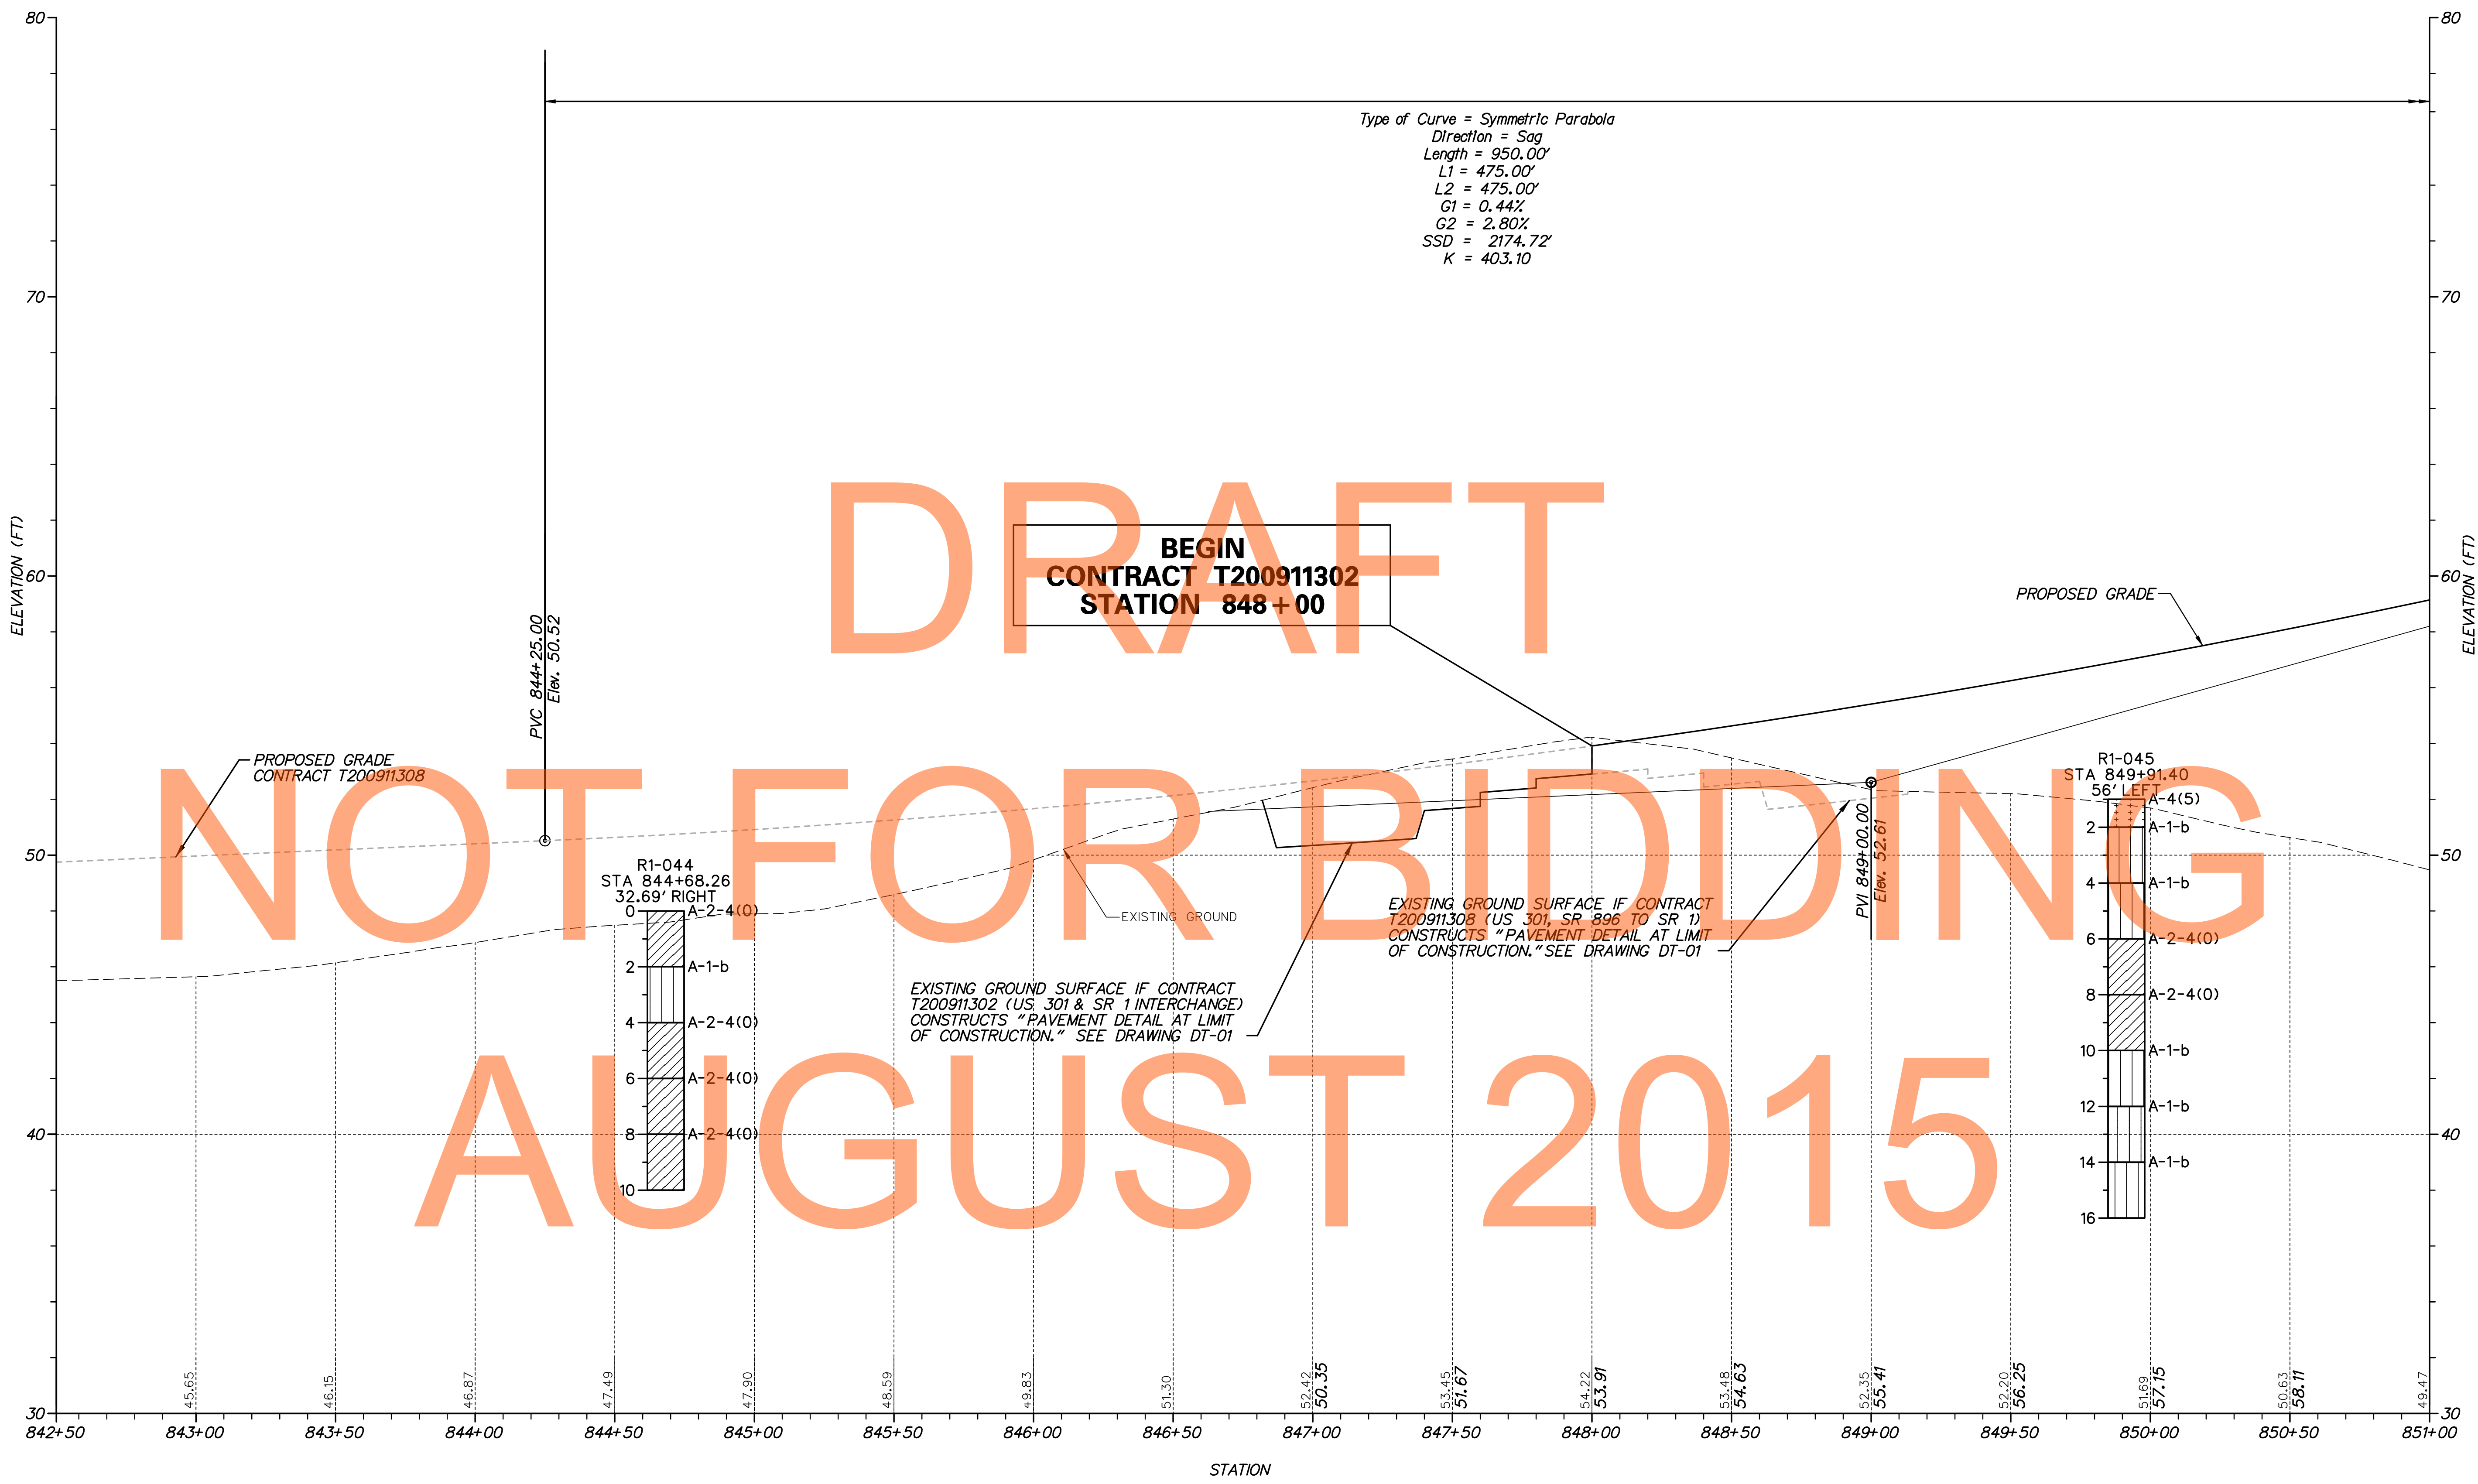 80
80
Type of Curve = Symmetric Parabola
Direction = Sag
Length = 950.00'
L1 = 475.00'
L2 = 475.00'
G1 = 0.44%
G2 = 2.80%
SSD = 2174.72'
K = 403.10
70
70
DRAFT
BEGIN
CONTRACT T200911302
STATION 848+00
ELEVATION (FT)
60
60
ELEVATION (FT)
PROPOSED GRADE
PVC 844+25.00
Elev. 50.52
PROPOSED GRADE
CONTRACT T200911308
NOT FOR BIDDING
R1-045
STA 849+91.40
56' LEFT
A-4(5)
2 A-1-b
4 A-1-b
6 A-2-4(0)
8 A-2-4(0)
10 A-1-b
12 A-1-b
14 A-1-b
16
PVI 849+00.00
Elev. 52.61
50
50
R1-044
STA 844+68.26
32.69' RIGHT
0 A-2-4(0)
2 A-1-b
4 A-2-4(0)
6 A-2-4(0)
8 A-2-4(0)
10
EXISTING GROUND
EXISTING GROUND SURFACE IF CONTRACT
T200911308 (US 301, SR 896 TO SR 1)
CONSTRUCTS "PAVEMENT DETAIL AT LIMIT
OF CONSTRUCTION." SEE DRAWING DT-01
EXISTING GROUND SURFACE IF CONTRACT
T200911302 (US 301 & SR 1 INTERCHANGE)
CONSTRUCTS "PAVEMENT DETAIL AT LIMIT
OF CONSTRUCTION." SEE DRAWING DT-01
AUGUST 2015
40
40
45.65
46.15
46.87
47.49
47.90
48.59
49.83
51.30
52.42
50.35
53.45
51.67
54.22
53.91
53.48
54.63
52.35
55.41
52.20
56.25
51.69
57.15
50.63
58.11
49.47
30
30
842+50 843+00 843+50 844+00 844+50 845+00 845+50 846+00 846+50 847+00 847+50 848+00 848+50 849+00 849+50 850+00 850+50 851+00
STATION